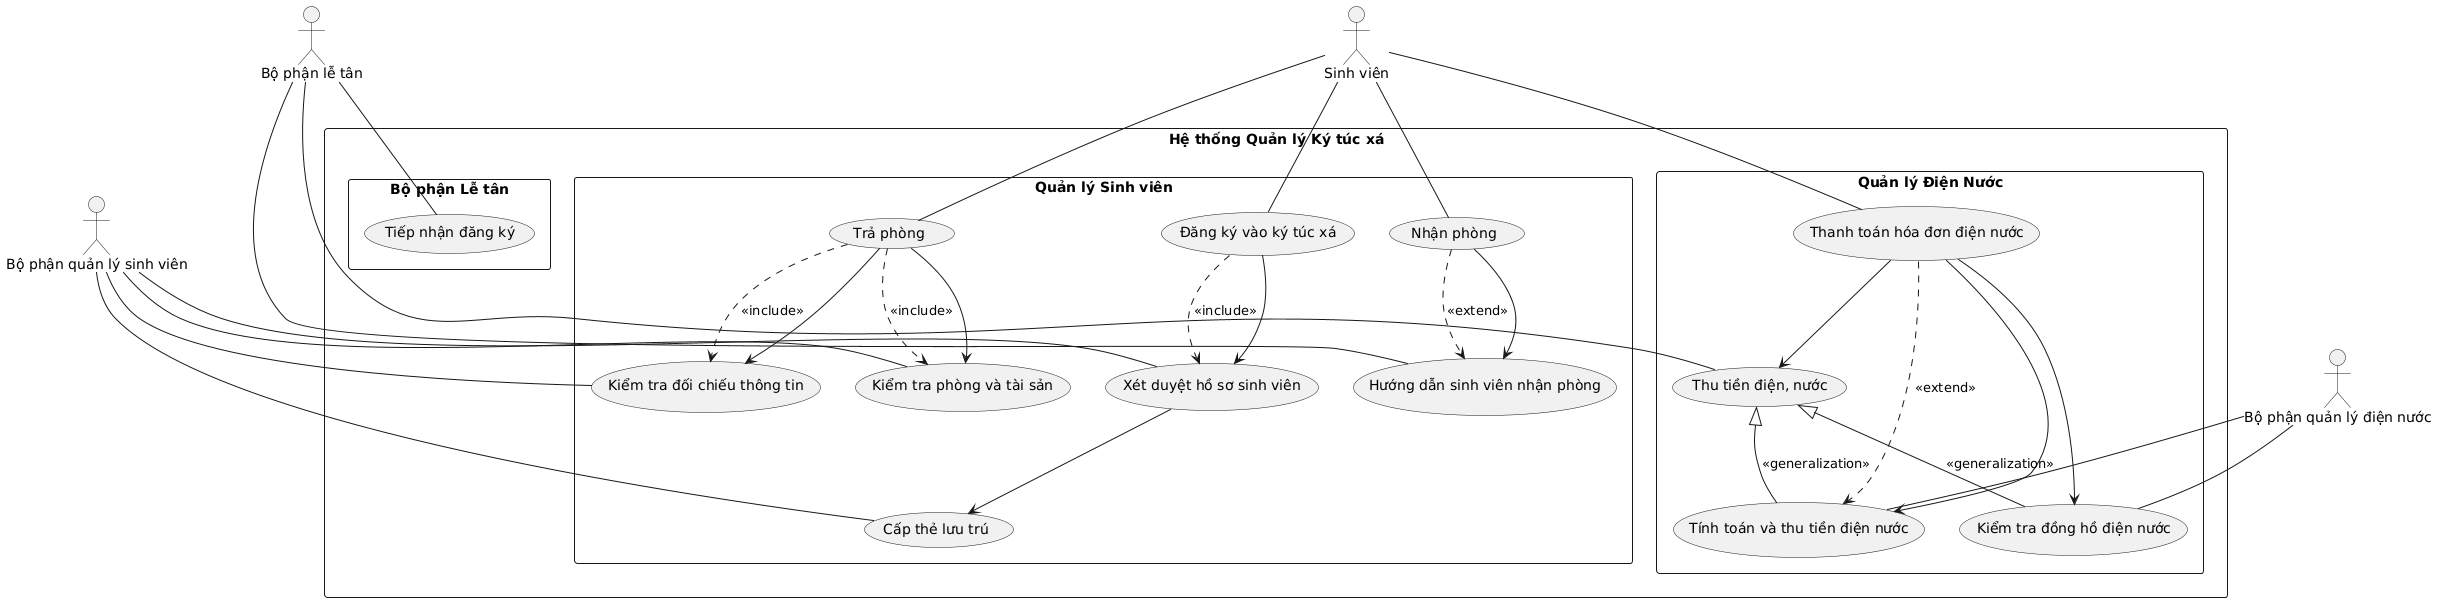 Bộ phận lễ tân
Sinh viên
Hệ thống Quản lý Ký túc xá
Bộ phận Lễ tân
Quản lý Sinh viên
Quản lý Điện Nước
Tiếp nhận đăng ký
Trả phòng
Đăng ký vào ký túc xá
Nhận phòng
Thanh toán hóa đơn điện nước
Bộ phận quản lý sinh viên
«include»
«include»
«include»
«extend»
«extend»
Kiểm tra đối chiếu thông tin
Kiểm tra phòng và tài sản
Xét duyệt hồ sơ sinh viên
Hướng dẫn sinh viên nhận phòng
Thu tiền điện, nước
Bộ phận quản lý điện nước
«generalization»
«generalization»
Cấp thẻ lưu trú
Tính toán và thu tiền điện nước
Kiểm tra đồng hồ điện nước